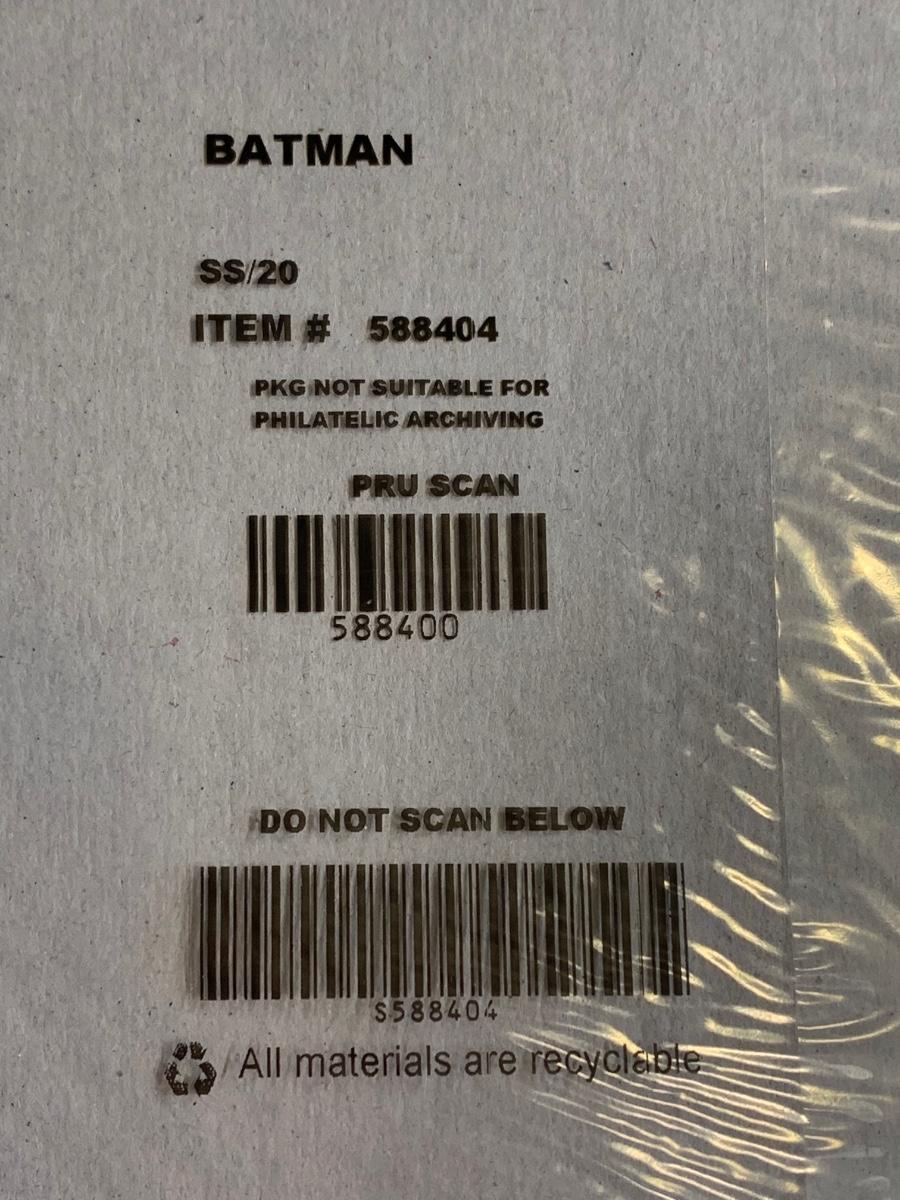 BATMAN
SS/20
ITEM # 588404
PKG NOT SUITABLE FOR
PHILATELIC ARCHIVING
PRU SCAN
588400
DO NOT SCAN BELOW
S588404
All materials are recyclable